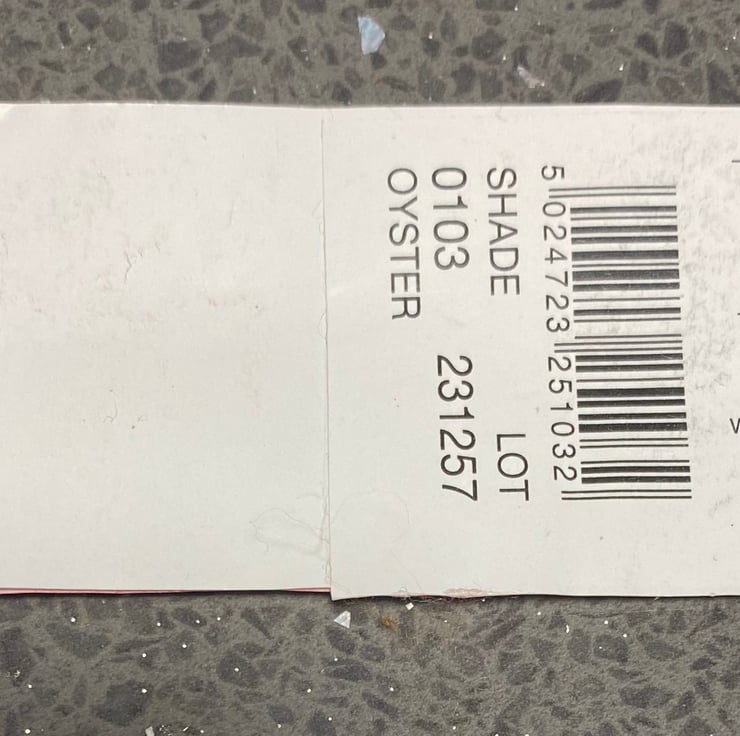 5 024723 251032
SHADE LOT
0103 231257
OYSTER